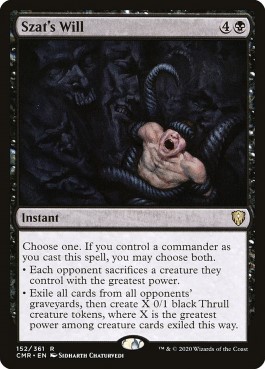 Szat's Will 4
Instant
Choose one. If you control a commander as
you cast this spell, you may choose both.
• Each opponent sacrifices a creature they
control with the greatest power.
• Exile all cards from all opponents'
graveyards, then create X 0/1 black Thrull
creature tokens, where X is the greatest
power among creature cards exiled this way.
152/361 R
CMR • EN SIDHARTH CHATURVEDI
™ & © 2020 Wizards of the Coast